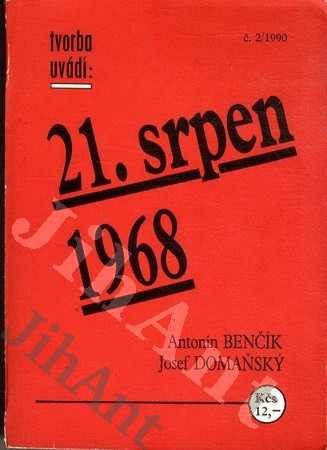 tvorba
uvádí:
č. 2/1990
21. srpen
1968
Antonín BENČÍK
Josef DOMAŇSKÝ
Kčs
12,–
JihAnt
JihAnt